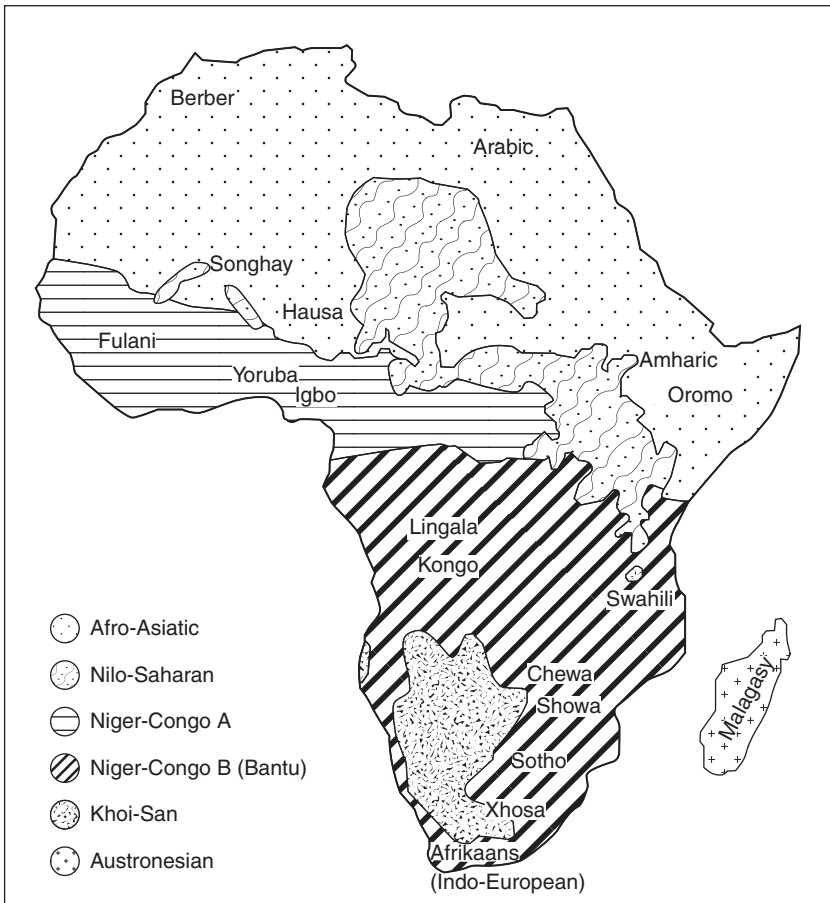 Berber
Arabic
Songhay
Hausa
Fulani
Yoruba
Igbo
Amharic
Oromo
Lingala
Kongo
Swahili
Chewa
Showa
Malagasy
Sotho
Xhosa
Afrikaans
(Indo-European)
Afro-Asiatic
Nilo-Saharan
Niger-Congo A
Niger-Congo B (Bantu)
Khoi-San
Austronesian